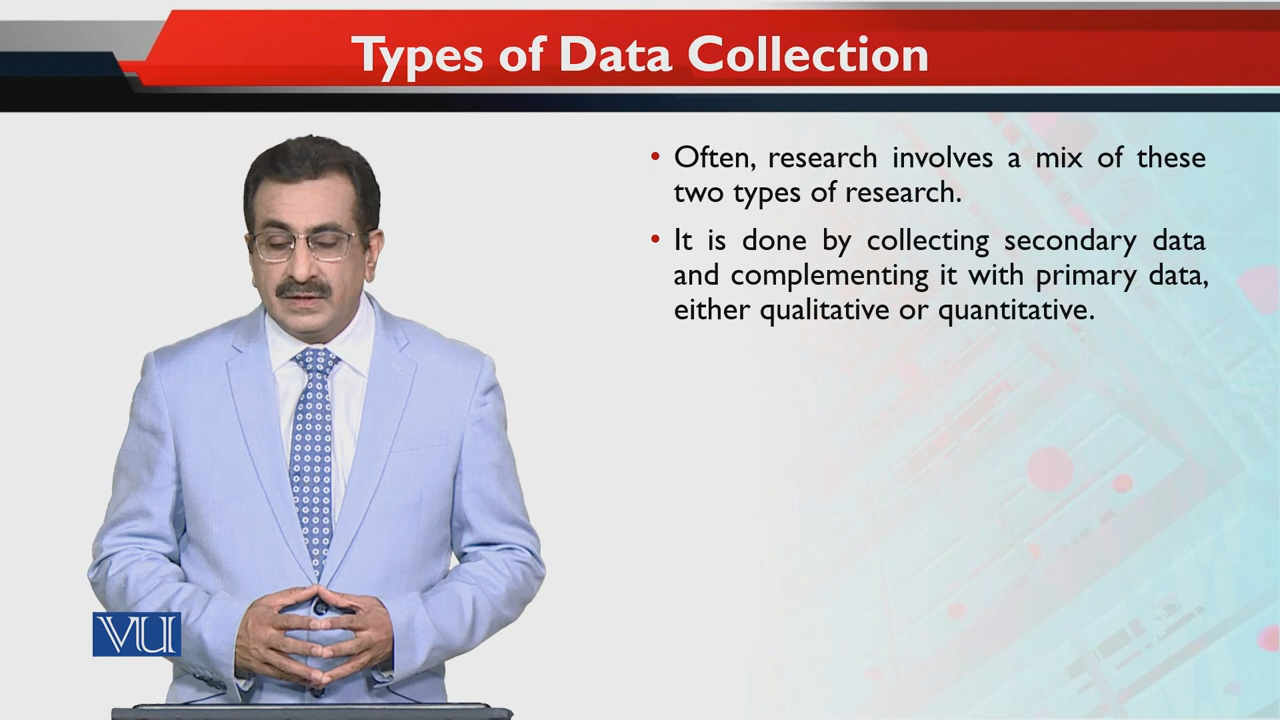 Types of Data Collection
• Often, research involves a mix of these
two types of research.
• It is done by collecting secondary data
and complementing it with primary data,
either qualitative or quantitative.
VU